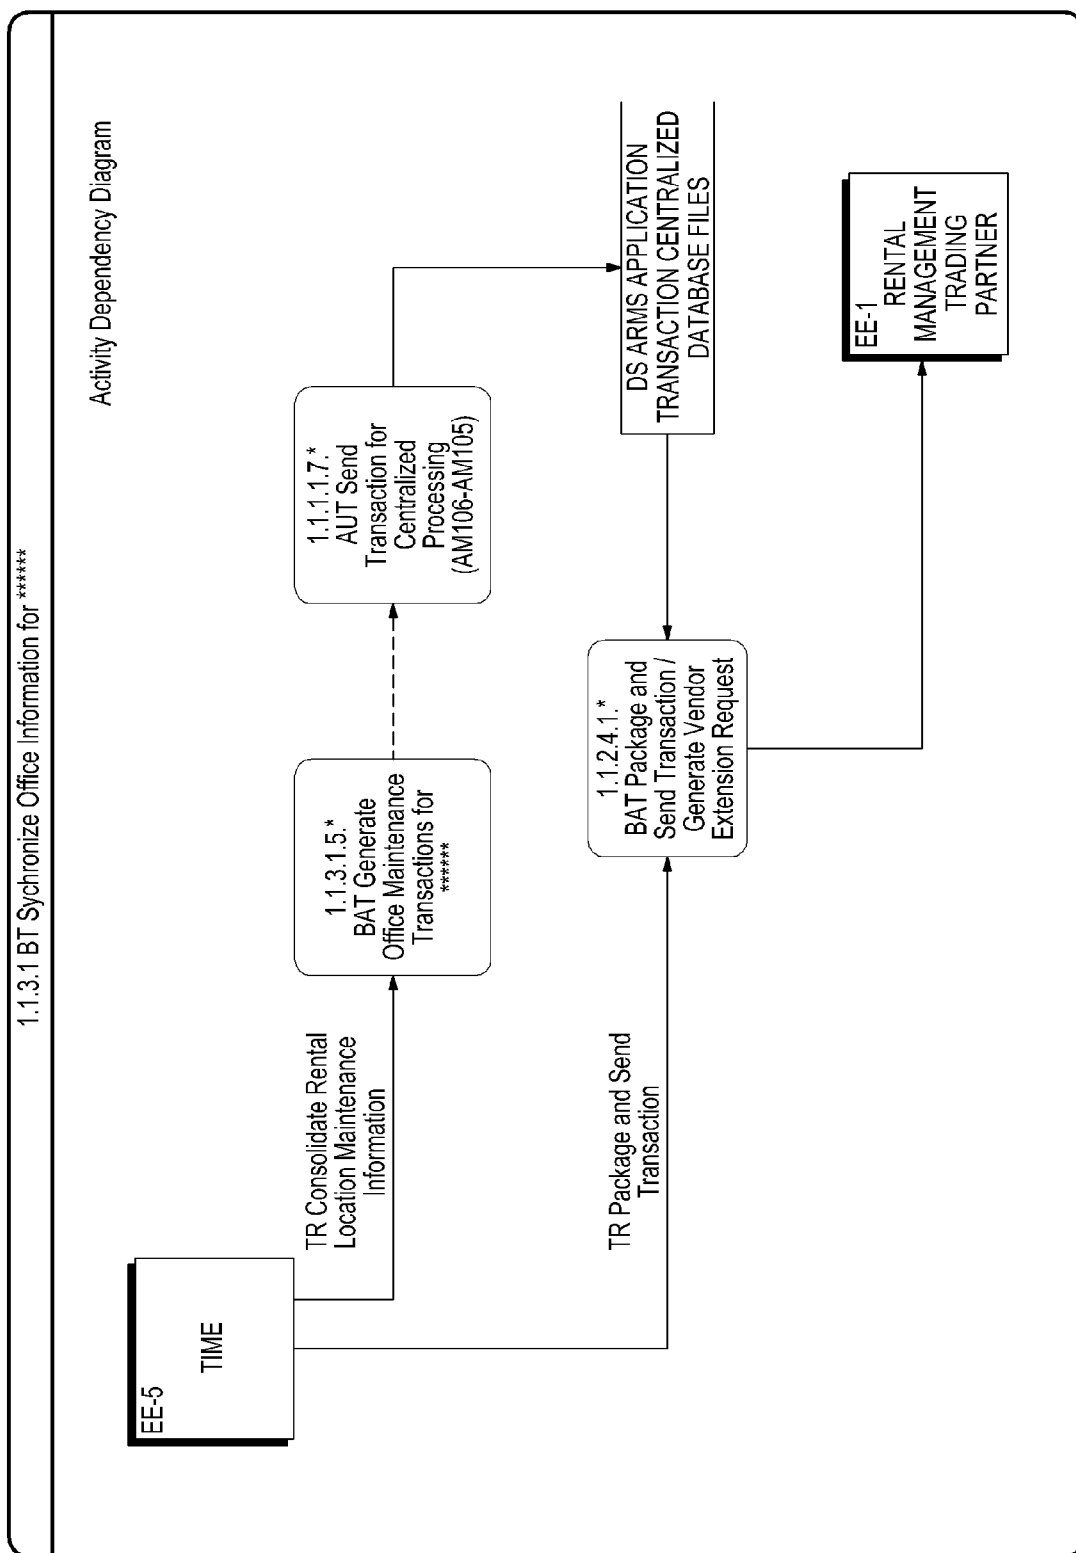 1.1.3.1 BT Sychronize Office Information for ******
Activity Dependency Diagram
EE-5
TIME
TR Consolidate Rental
Location Maintenance
Information
1.1.3.1.5.*
BAT Generate
Office Maintenance
Transactions for
******
1.1.1.1.7.*
AUT Send
Transaction for
Centralized
Processing
(AM106-AM105)
TR Package and Send
Transaction
1.1.2.4.1.*
BAT Package and
Send Transaction /
Generate Vendor
Extension Request
DS ARMS APPLICATION
TRANSACTION CENTRALIZED
DATABASE FILES
EE-1
RENTAL
MANAGEMENT
TRADING
PARTNER